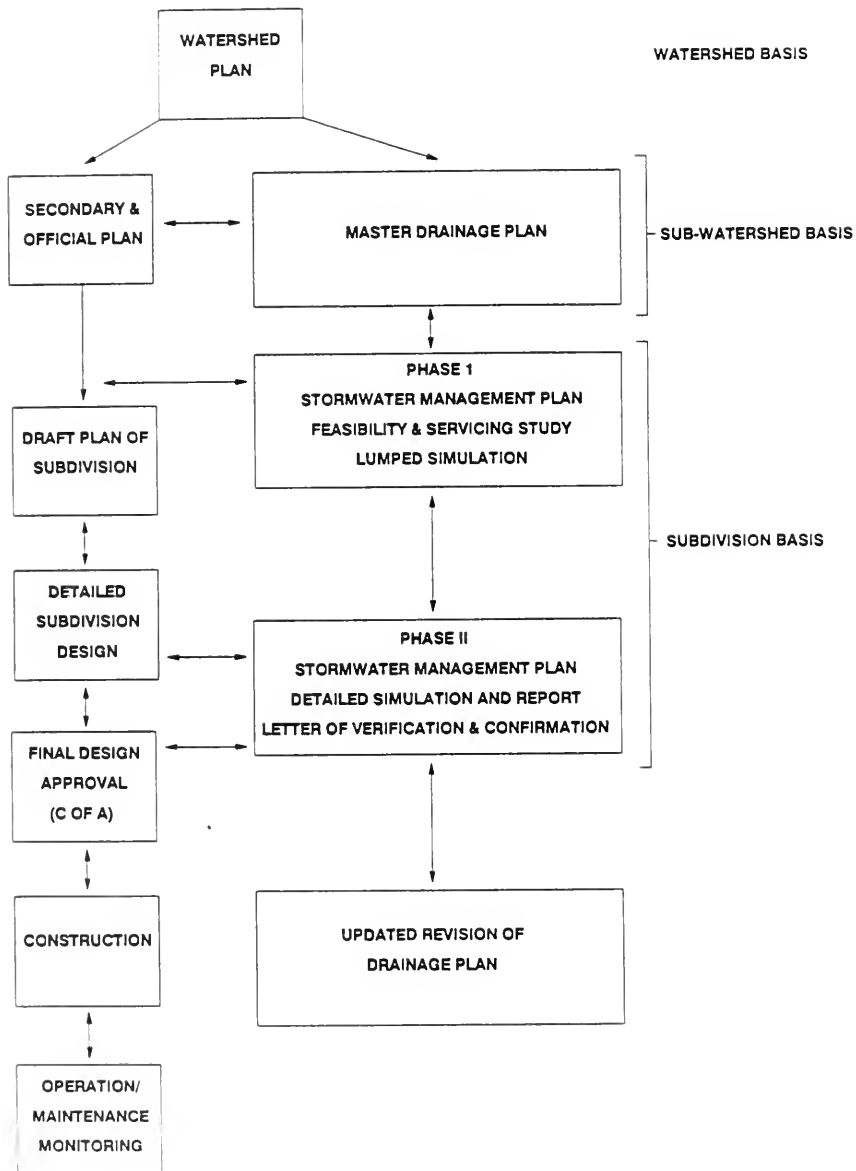 WATERSHED
PLAN
WATERSHED BASIS
SECONDARY &
OFFICIAL PLAN
MASTER DRAINAGE PLAN
SUB-WATERSHED BASIS
PHASE 1
STORMWATER MANAGEMENT PLAN
FEASIBILITY & SERVICING STUDY
LUMPED SIMULATION
DRAFT PLAN OF
SUBDIVISION
SUBDIVISION BASIS
DETAILED
SUBDIVISION
DESIGN
PHASE II
STORMWATER MANAGEMENT PLAN
DETAILED SIMULATION AND REPORT
LETTER OF VERIFICATION & CONFIRMATION
FINAL DESIGN
APPROVAL
(C OF A)
CONSTRUCTION
UPDATED REVISION OF
DRAINAGE PLAN
OPERATION/
MAINTENANCE
MONITORING